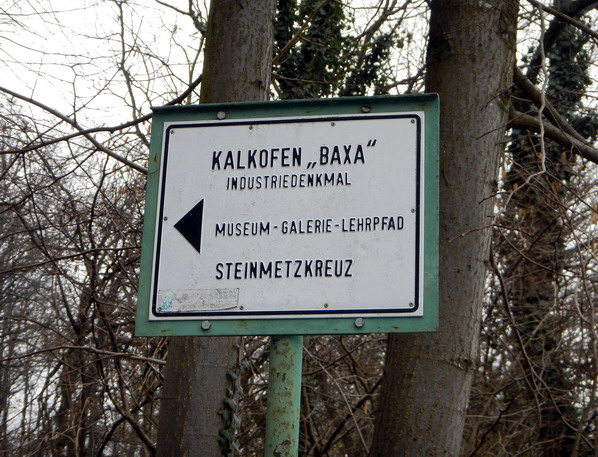 KALKOFEN „BAXA“
INDUSTRIEDENKMAL
MUSEUM - GALERIE - LEHRPFAD
STEINMETZKREUZ